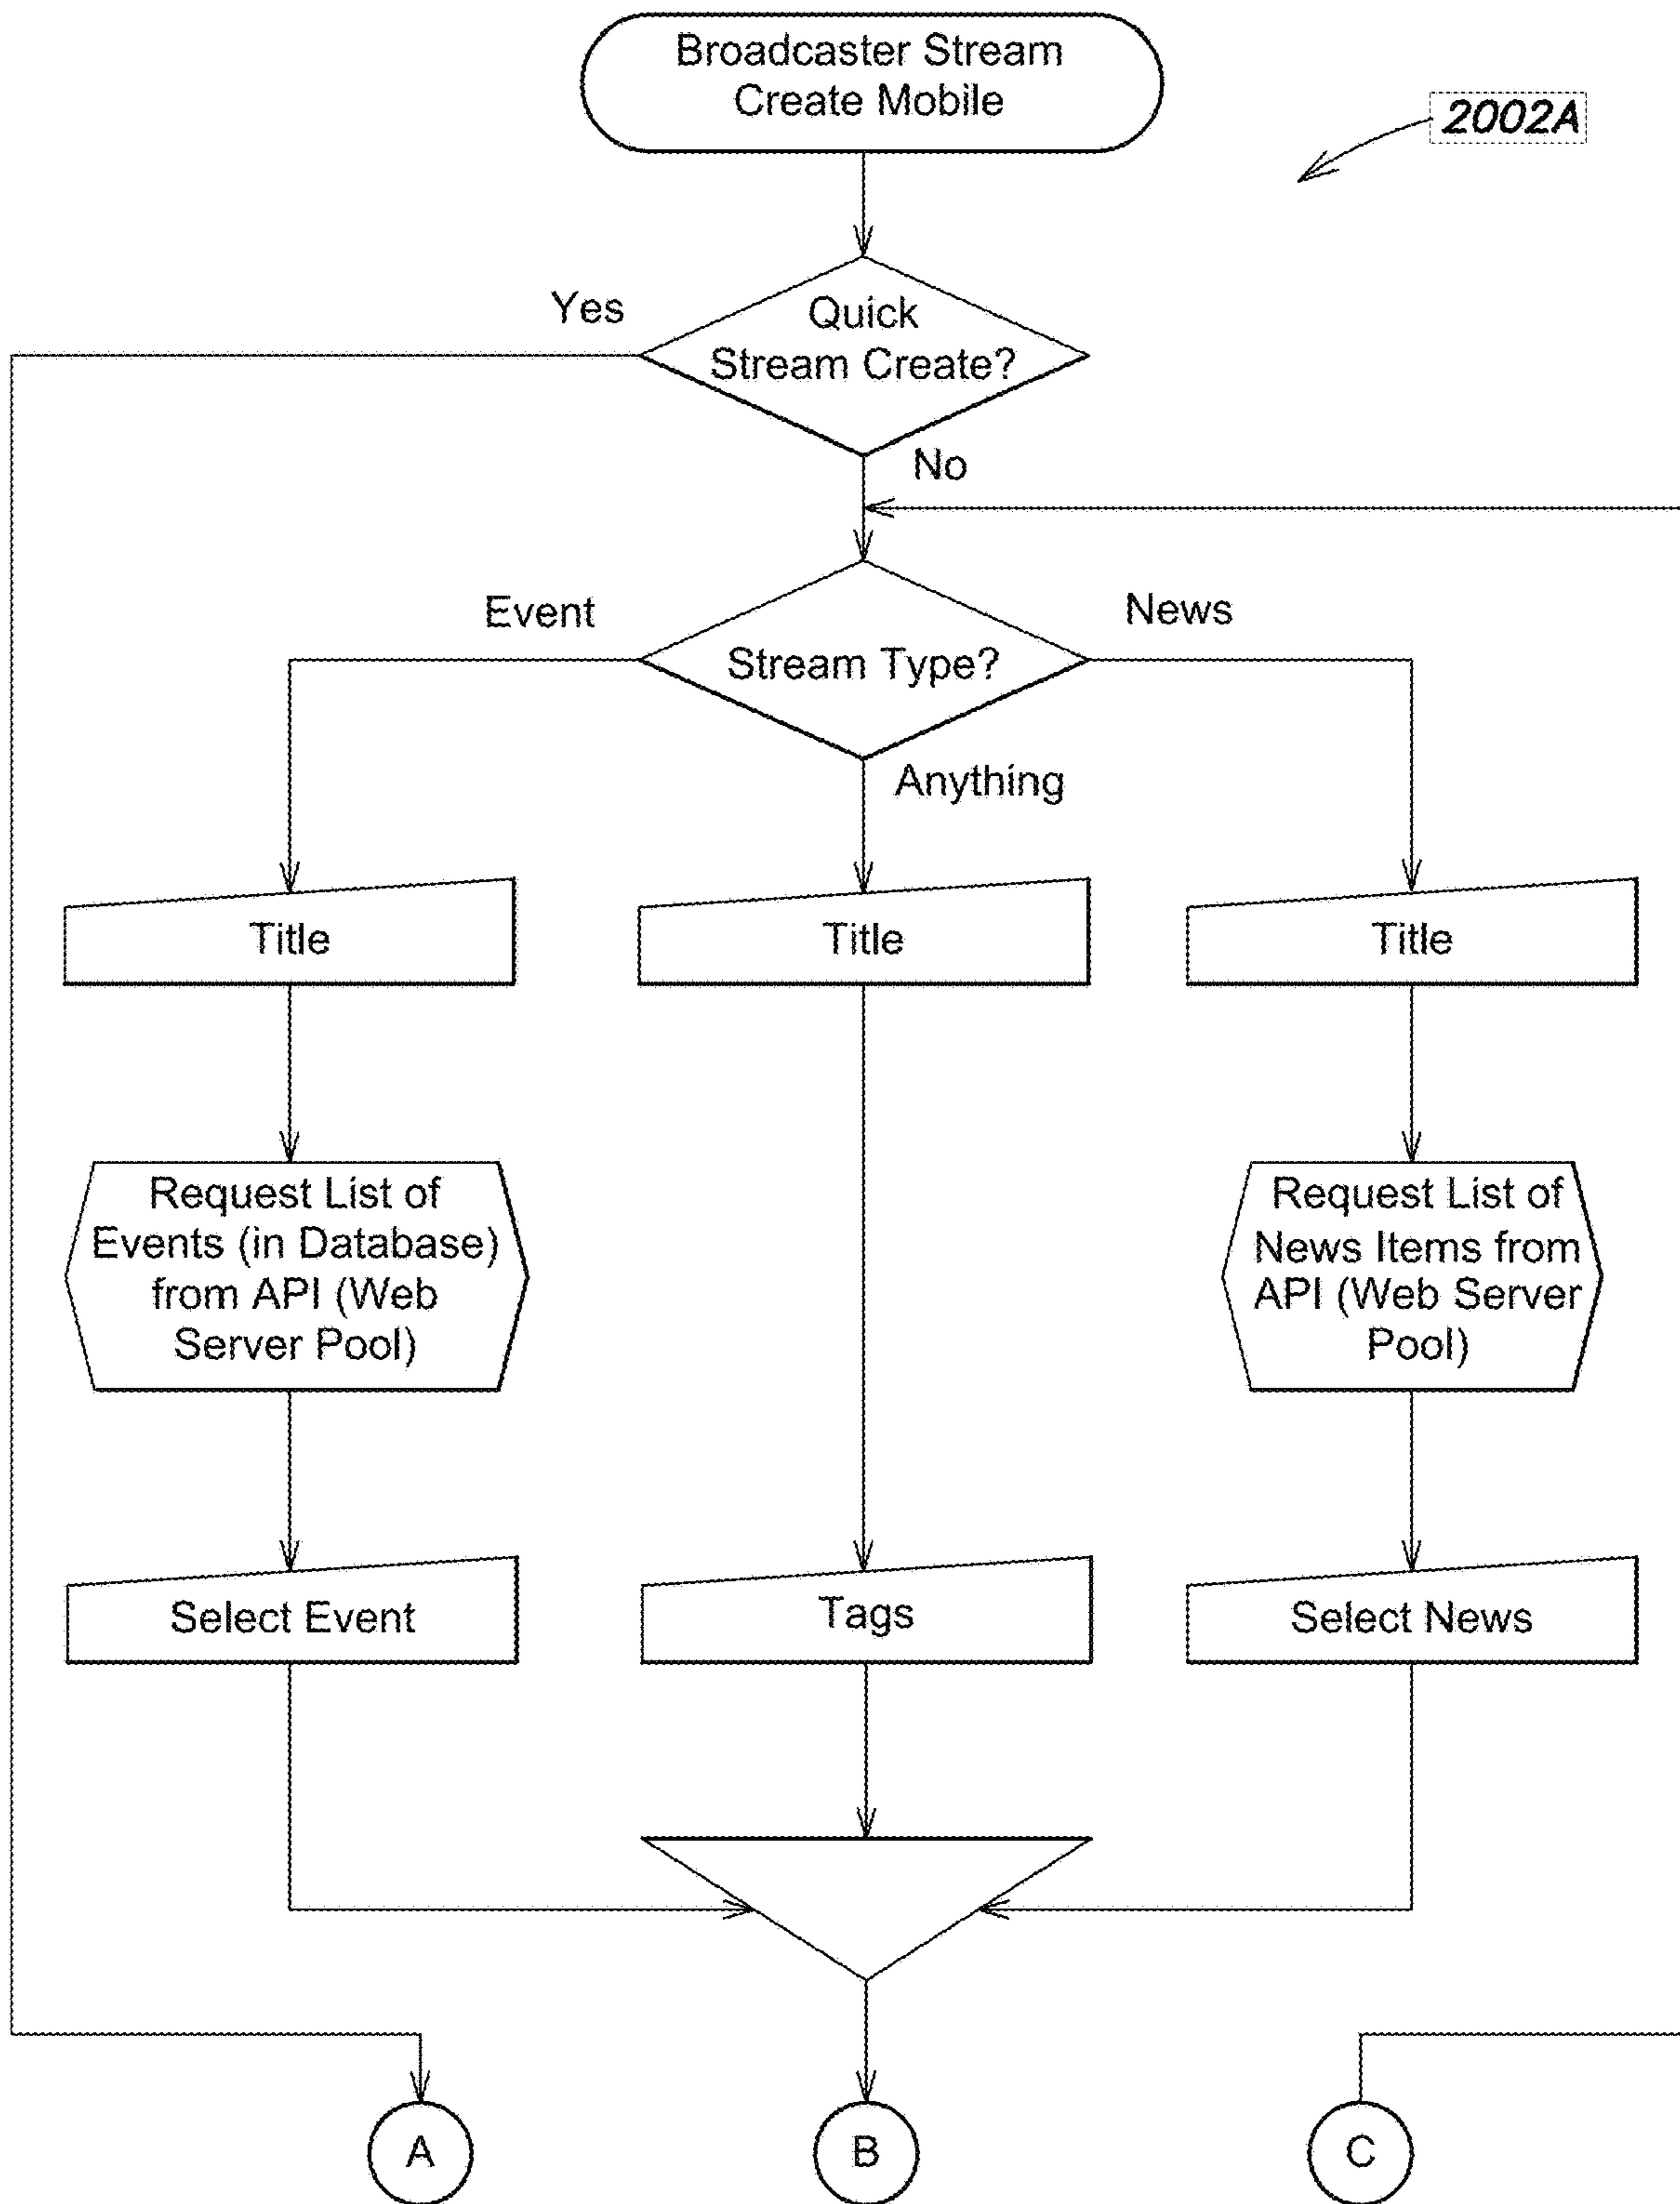 Broadcaster Stream
Create Mobile
2002A
Yes
Quick
Stream Create?
No
Event
News
Stream Type?
Anything
Title
Title
Title
Request List of
Events (in Database)
from API (Web
Server Pool)
Request List of
News Items from
API (Web Server
Pool)
Select Event
Tags
Select News
A
B
C